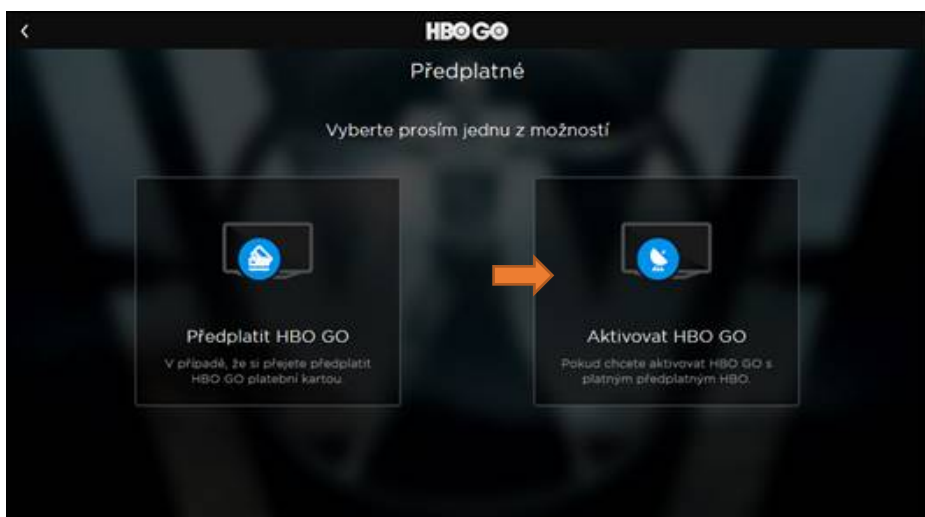 HBO GO
Předplatné
Vyberte prosím jednu z možností
Předplatit HBO GO
V případě, že si přejete předplatit
HBO GO platební kartou.
Aktivovat HBO GO
Pokud chcete aktivovat HBO GO s
platným předplatným HBO.